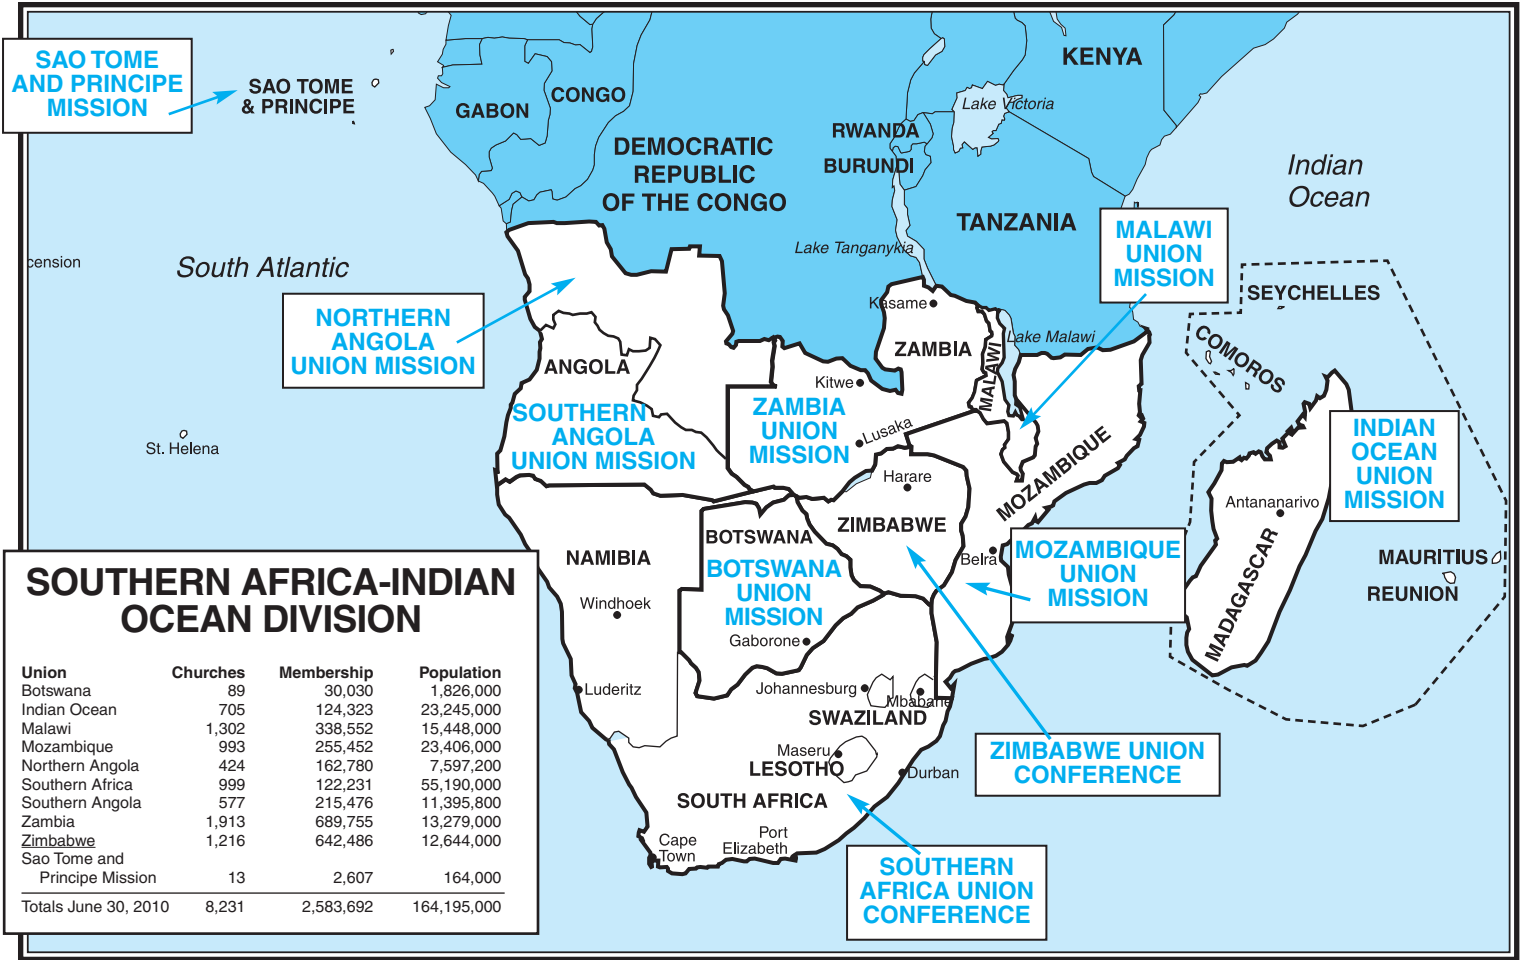 SAO TOME
AND PRINCIPE
MISSION
SAO TOME
& PRINCIPE
GABON
CONGO
DEMOCRATIC
REPUBLIC
OF THE CONGO
RWANDA
BURUNDI
KENYA
Lake Victoria
TANZANIA
Lake Tanganykia
Indian
Ocean
MALAWI
UNION
MISSION
cension
South Atlantic
NORTHERN
ANGOLA
UNION MISSION
Kasame
ZAMBIA
MALAWI
Lake Malawi
SEYCHELLES
COMOROS
ANGOLA
SOUTHERN
ANGOLA
UNION MISSION
Kitwe
ZAMBIA
UNION
MISSION
Lusaka
St. Helena
MOZAMBIQUE
INDIAN
OCEAN
UNION
MISSION
Antananarivo
MADAGASCAR
MAURITIUS
REUNION
Harare
ZIMBABWE
Belra
MOZAMBIQUE
UNION
MISSION
NAMIBIA
Windhoek
Luderitz
BOTSWANA
BOTSWANA
UNION
MISSION
Gaborone
Johannesburg
Mbabane
SWAZILAND
Maseru
LESOTHO
Durban
SOUTH AFRICA
Cape
Town
Port
Elizabeth
ZIMBABWE UNION
CONFERENCE
SOUTHERN
AFRICA UNION
CONFERENCE
SOUTHERN AFRICA-INDIAN
OCEAN DIVISION
Union Churches Membership Population
Botswana 89 30,030 1,826,000
Indian Ocean 705 124,323 23,245,000
Malawi 1,302 338,552 15,448,000
Mozambique 993 255,452 23,406,000
Northern Angola 424 162,780 7,597,200
Southern Africa 999 122,231 55,190,000
Southern Angola 577 215,476 11,395,800
Zambia 1,913 689,755 13,279,000
Zimbabwe 1,216 642,486 12,644,000
Sao Tome and
Principe Mission 13 2,607 164,000
Totals June 30, 2010 8,231 2,583,692 164,195,000